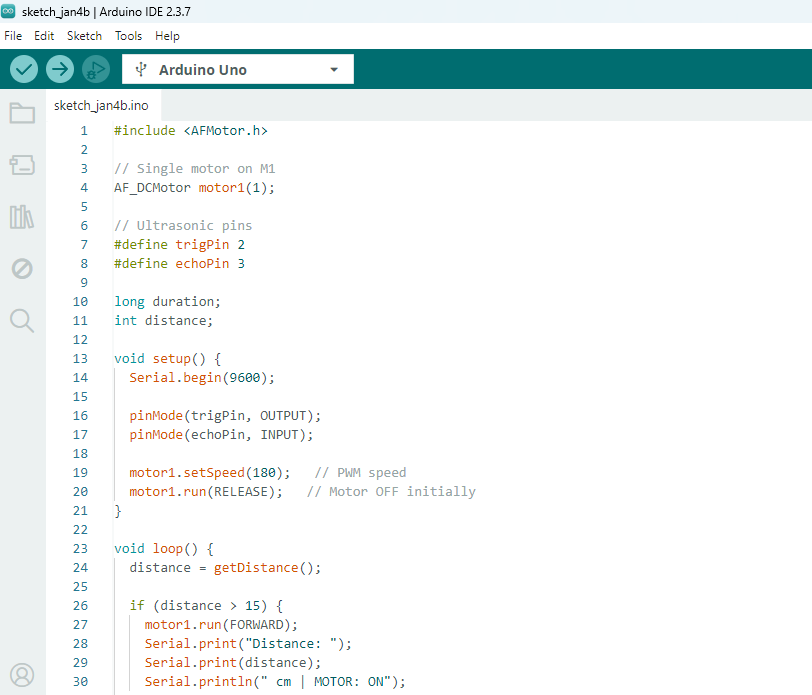 sketch_jan4b | Arduino IDE 2.3.7
File Edit Sketch Tools Help
Arduino Uno
sketch_jan4b.ino
1 #include <AFMotor.h>
2
3 // Single motor on M1
4 AF_DCMotor motor1(1);
5
6 // Ultrasonic pins
7 #define trigPin 2
8 #define echoPin 3
9
10 long duration;
11 int distance;
12
13 void setup() {
14   Serial.begin(9600);
15
16   pinMode(trigPin, OUTPUT);
17   pinMode(echoPin, INPUT);
18
19   motor1.setSpeed(180);   // PWM speed
20   motor1.run(RELEASE);   // Motor OFF initially
21 }
22
23 void loop() {
24   distance = getDistance();
25
26   if (distance > 15) {
27     motor1.run(FORWARD);
28     Serial.print("Distance: ");
29     Serial.print(distance);
30     Serial.println(" cm | MOTOR: ON");